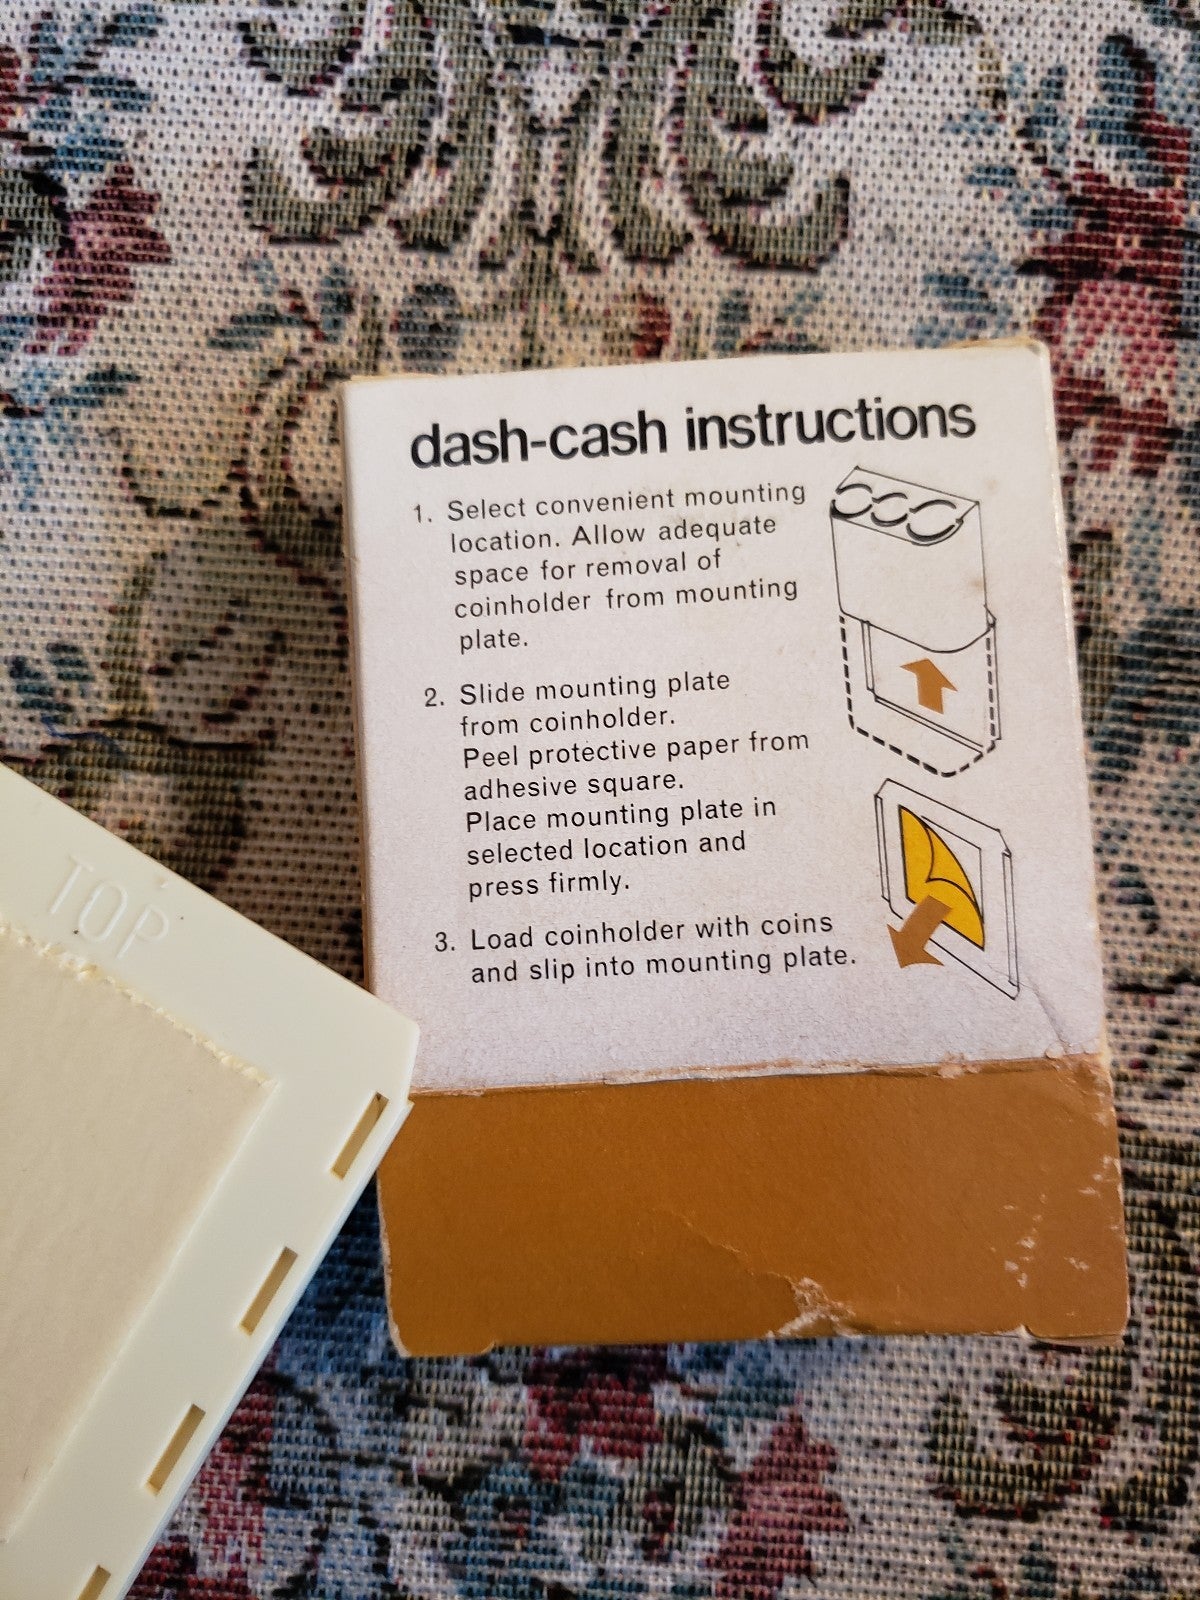 dash-cash instructions
1. Select convenient mounting
location. Allow adequate
space for removal of
coinholder from mounting
plate.
2. Slide mounting plate
from coinholder.
Peel protective paper from
adhesive square.
Place mounting plate in
selected location and
press firmly.
3. Load coinholder with coins
and slip into mounting plate.
TOP